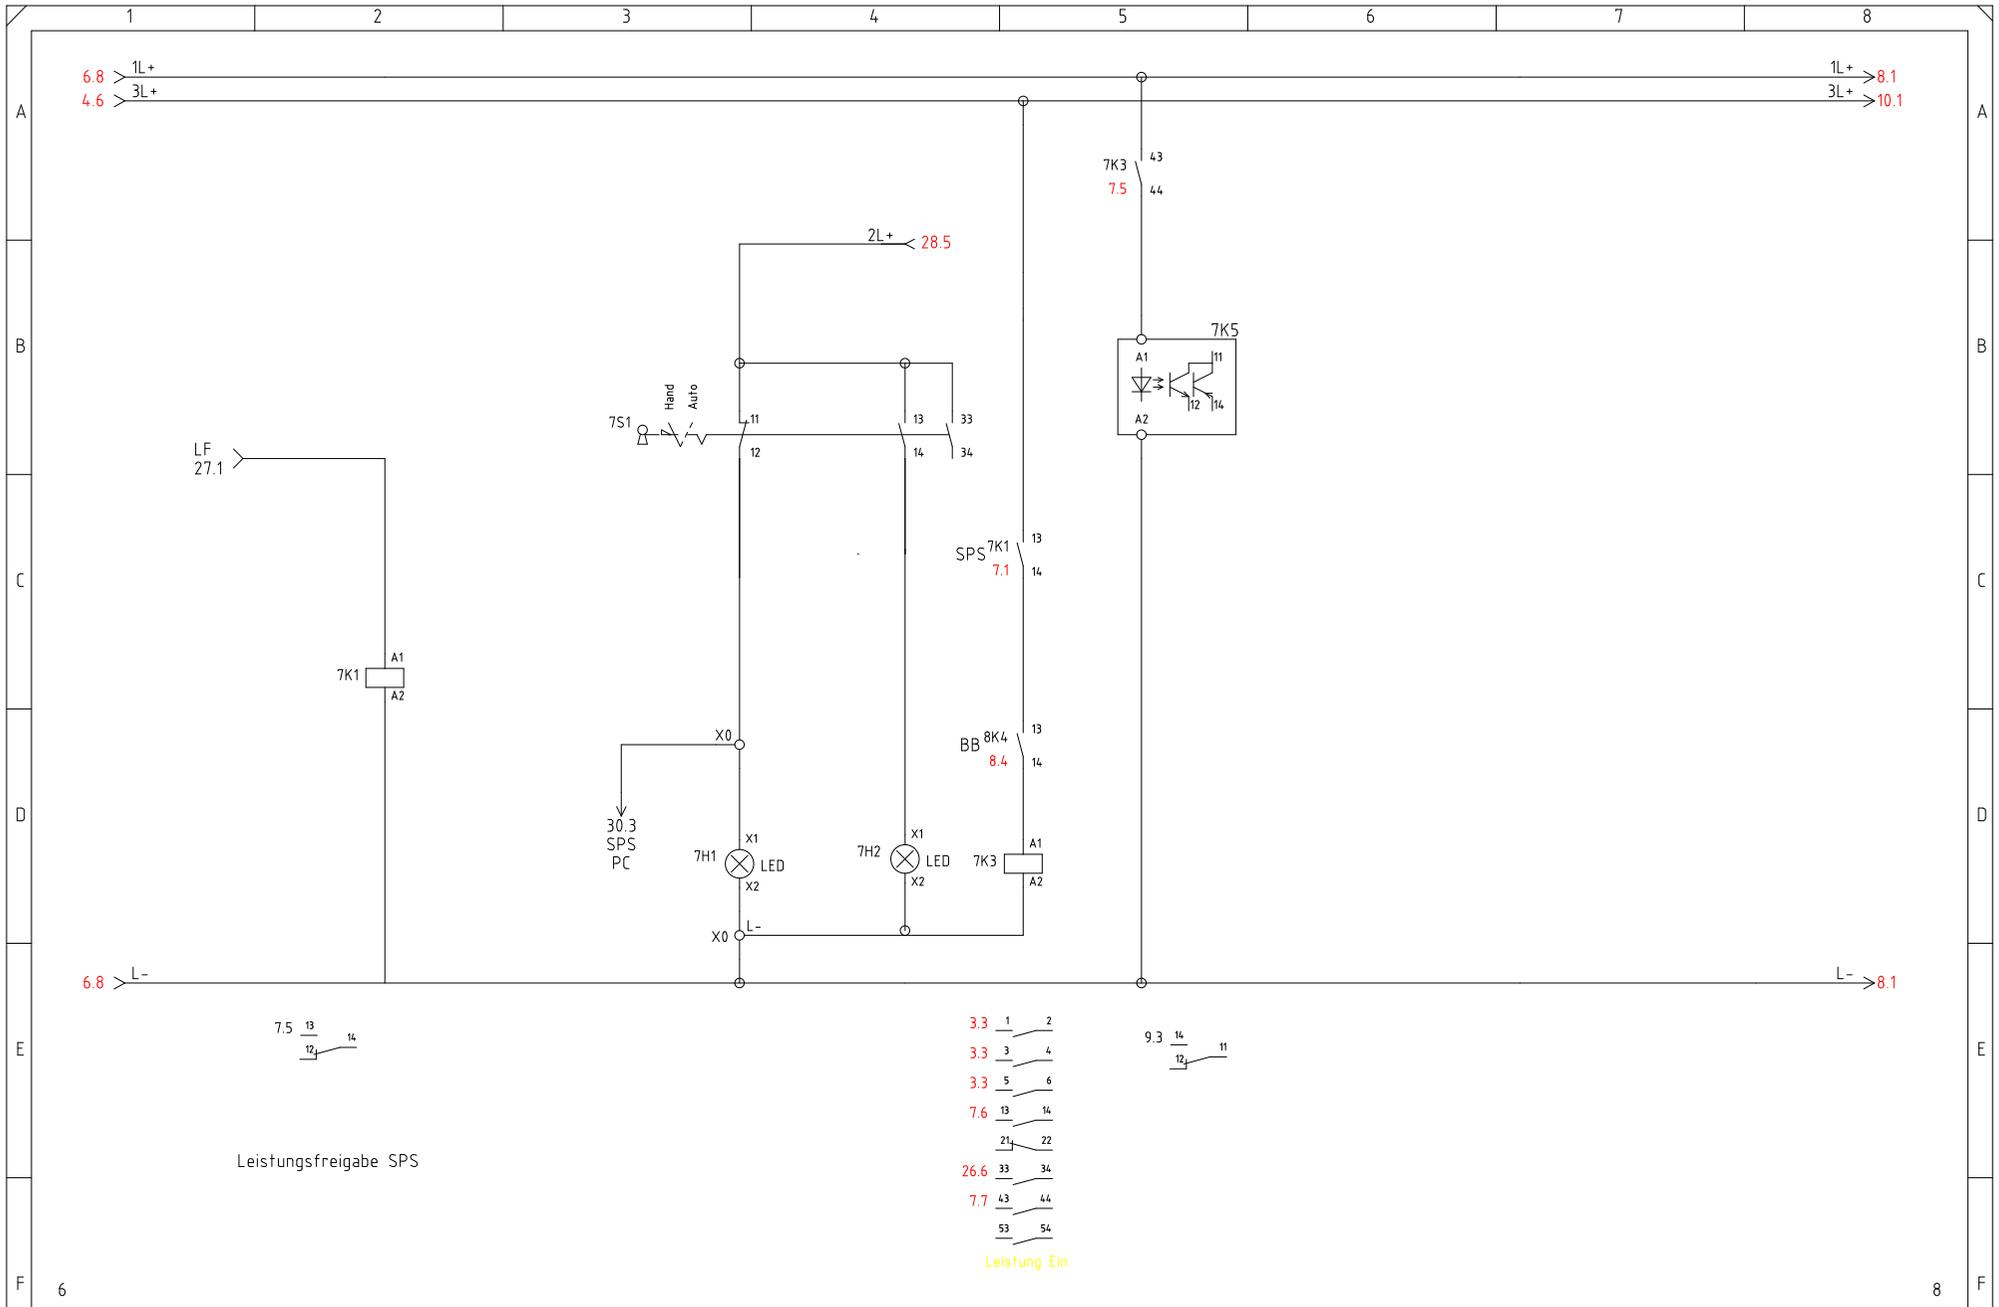 1 2 3 4 5 6 7 8
6.8 1L+ 1L+ 8.1
4.6 3L+ 3L+ 10.1
A A
7K3 43
7.5 44
2L+ 28.5
7K5
B B
A1 11
12 14
A2
Hand
Auto
7S1 11 13 33
12 14 34
LF
27.1
SPS 7K1 13
7.1 14
C C
7K1 A1
A2
X0
BB 8K4 13
8.4 14
D D
30.3
SPS
PC
7H1 X1 LED
X2
7H2 X1 LED
X2
7K3 A1
A2
X0 L-
6.8 L- L- 8.1
7.5 13
12 14
3.3 1 2
3.3 3 4
3.3 5 6
7.6 13 14
21 22
26.6 33 34
7.7 43 44
53 54
9.3 14
12 11
E E
Leistungsfreigabe SPS
Leistung Ein
F F
6 8